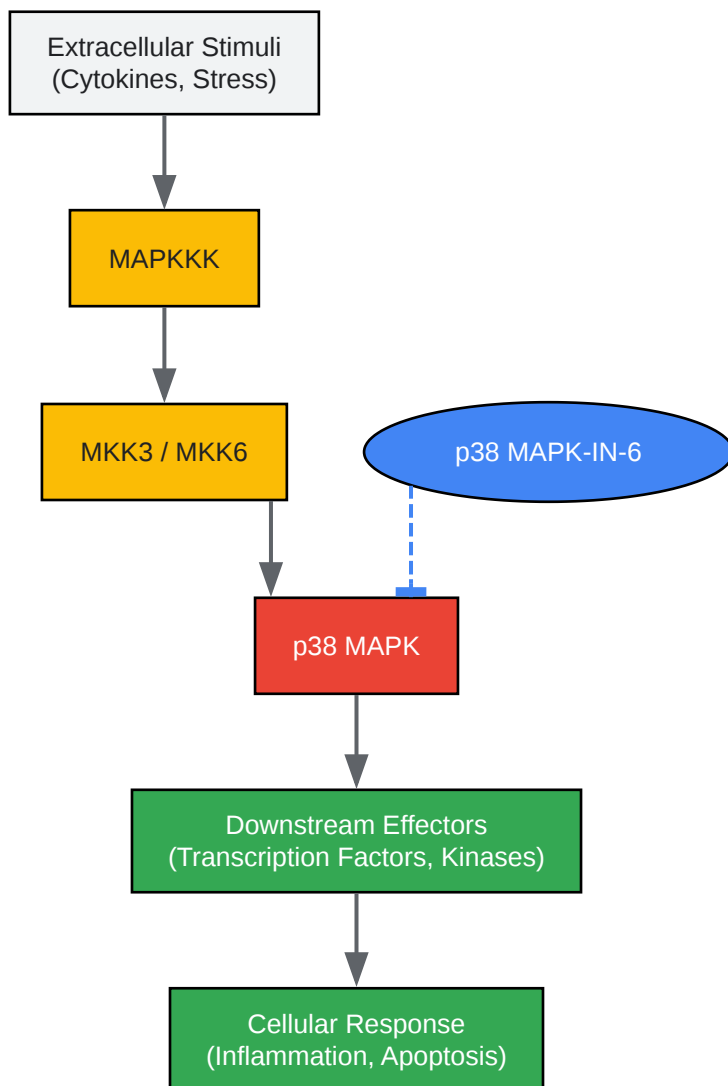 Extracellular Stimuli
(Cytokines, Stress)
MAPKKK
MKK3 / MKK6
p38 MAPK-IN-6
p38 MAPK
Downstream Effectors
(Transcription Factors, Kinases)
Cellular Response
(Inflammation, Apoptosis)